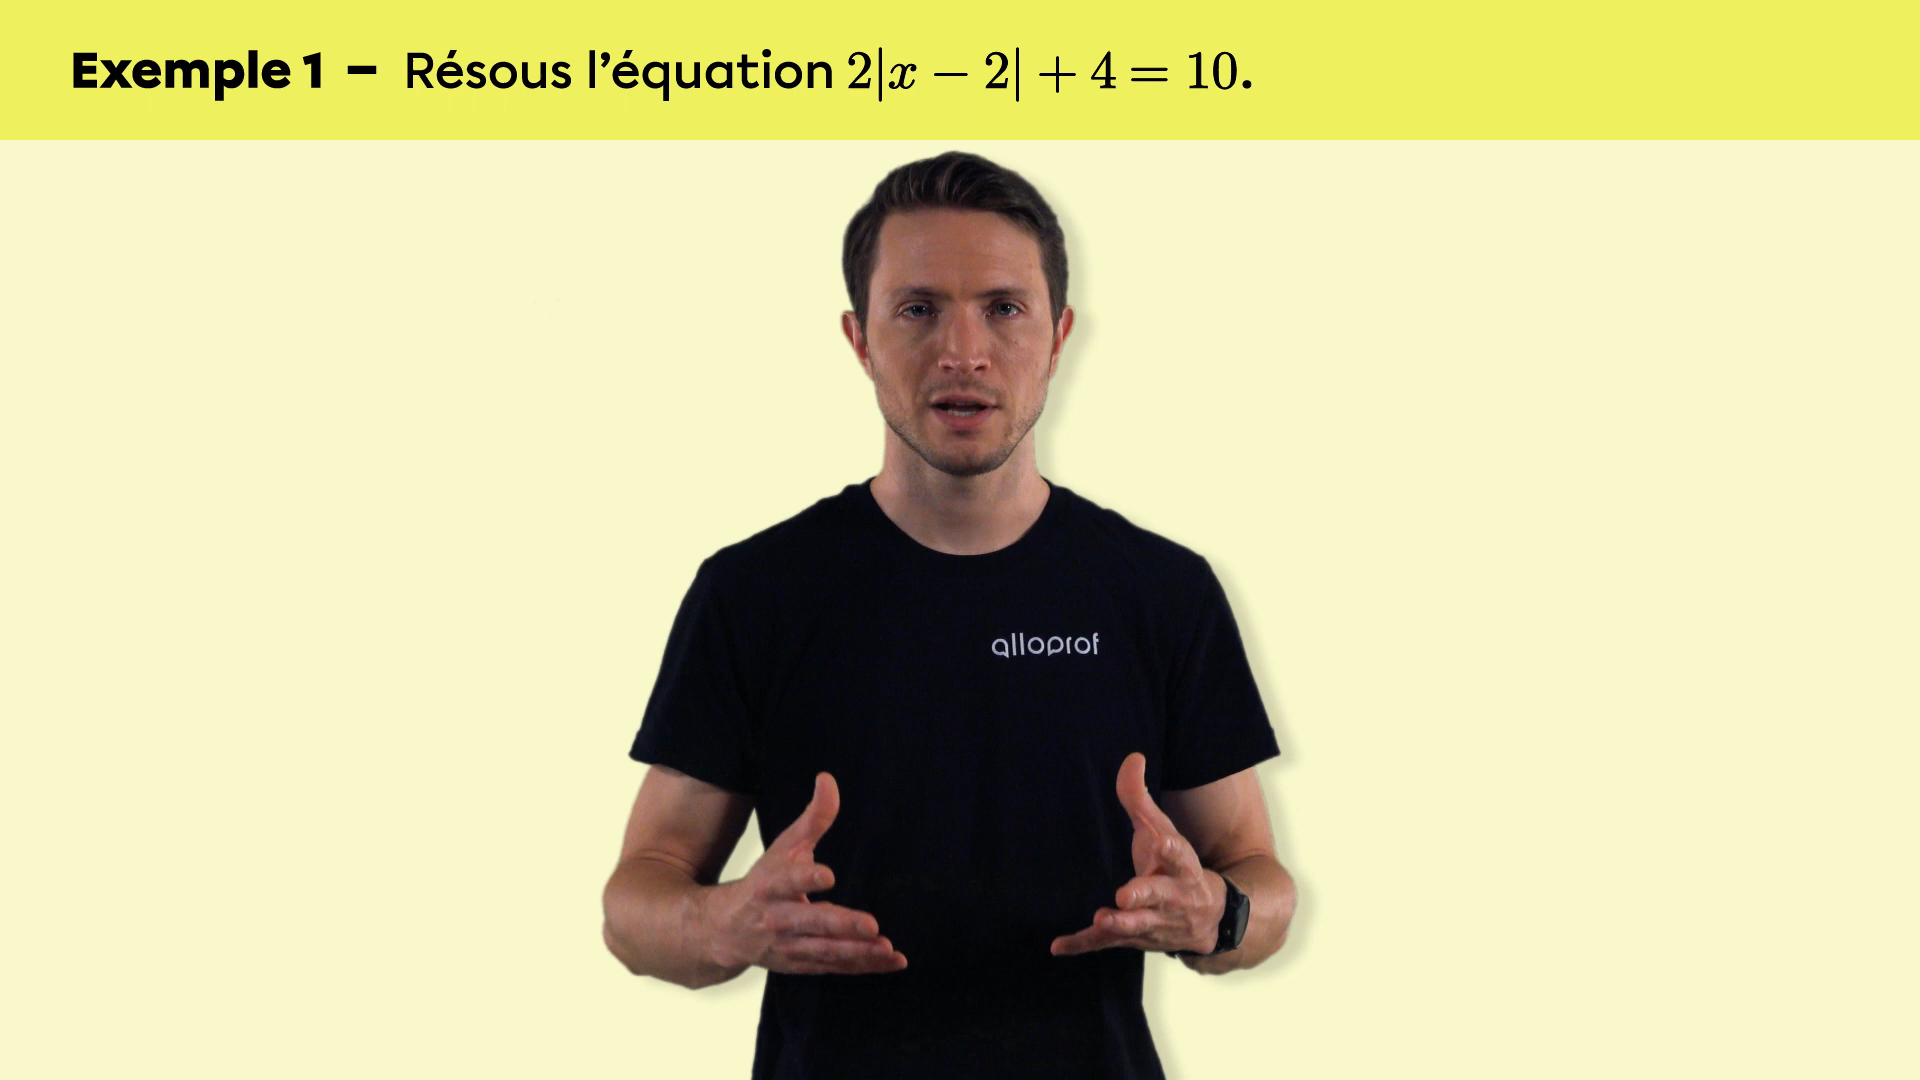 Exemple 1 – Résous l’équation 2|x − 2| + 4 = 10.
alloprof